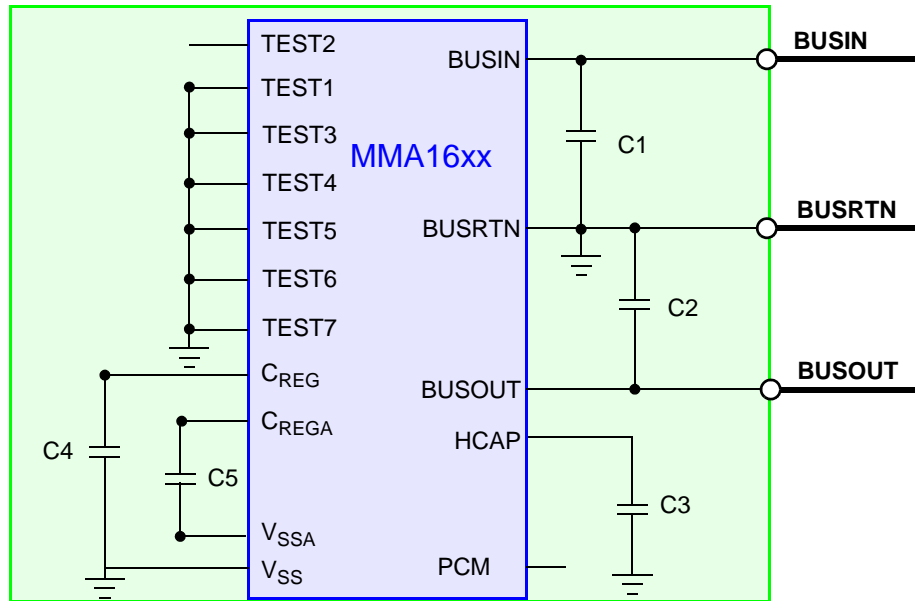 TEST2
TEST1
TEST3
TEST4
TEST5
TEST6
TEST7
CREG
CREGA
VSSA
VSS
C4
C5
MMA16xx
BUSIN
BUSRTN
BUSOUT
HCAP
PCM
C1
C2
C3
BUSIN
BUSRTN
BUSOUT